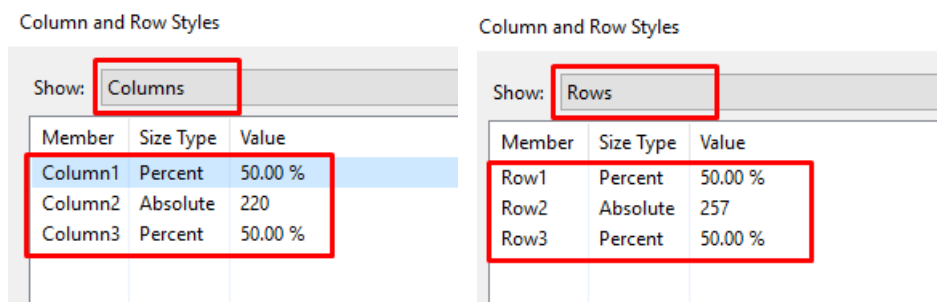 Column and Row Styles
Show: Columns
Member Size Type Value
Column1 Percent 50.00 %
Column2 Absolute 220
Column3 Percent 50.00 %
Column and Row Styles
Show: Rows
Member Size Type Value
Row1 Percent 50.00 %
Row2 Absolute 257
Row3 Percent 50.00 %